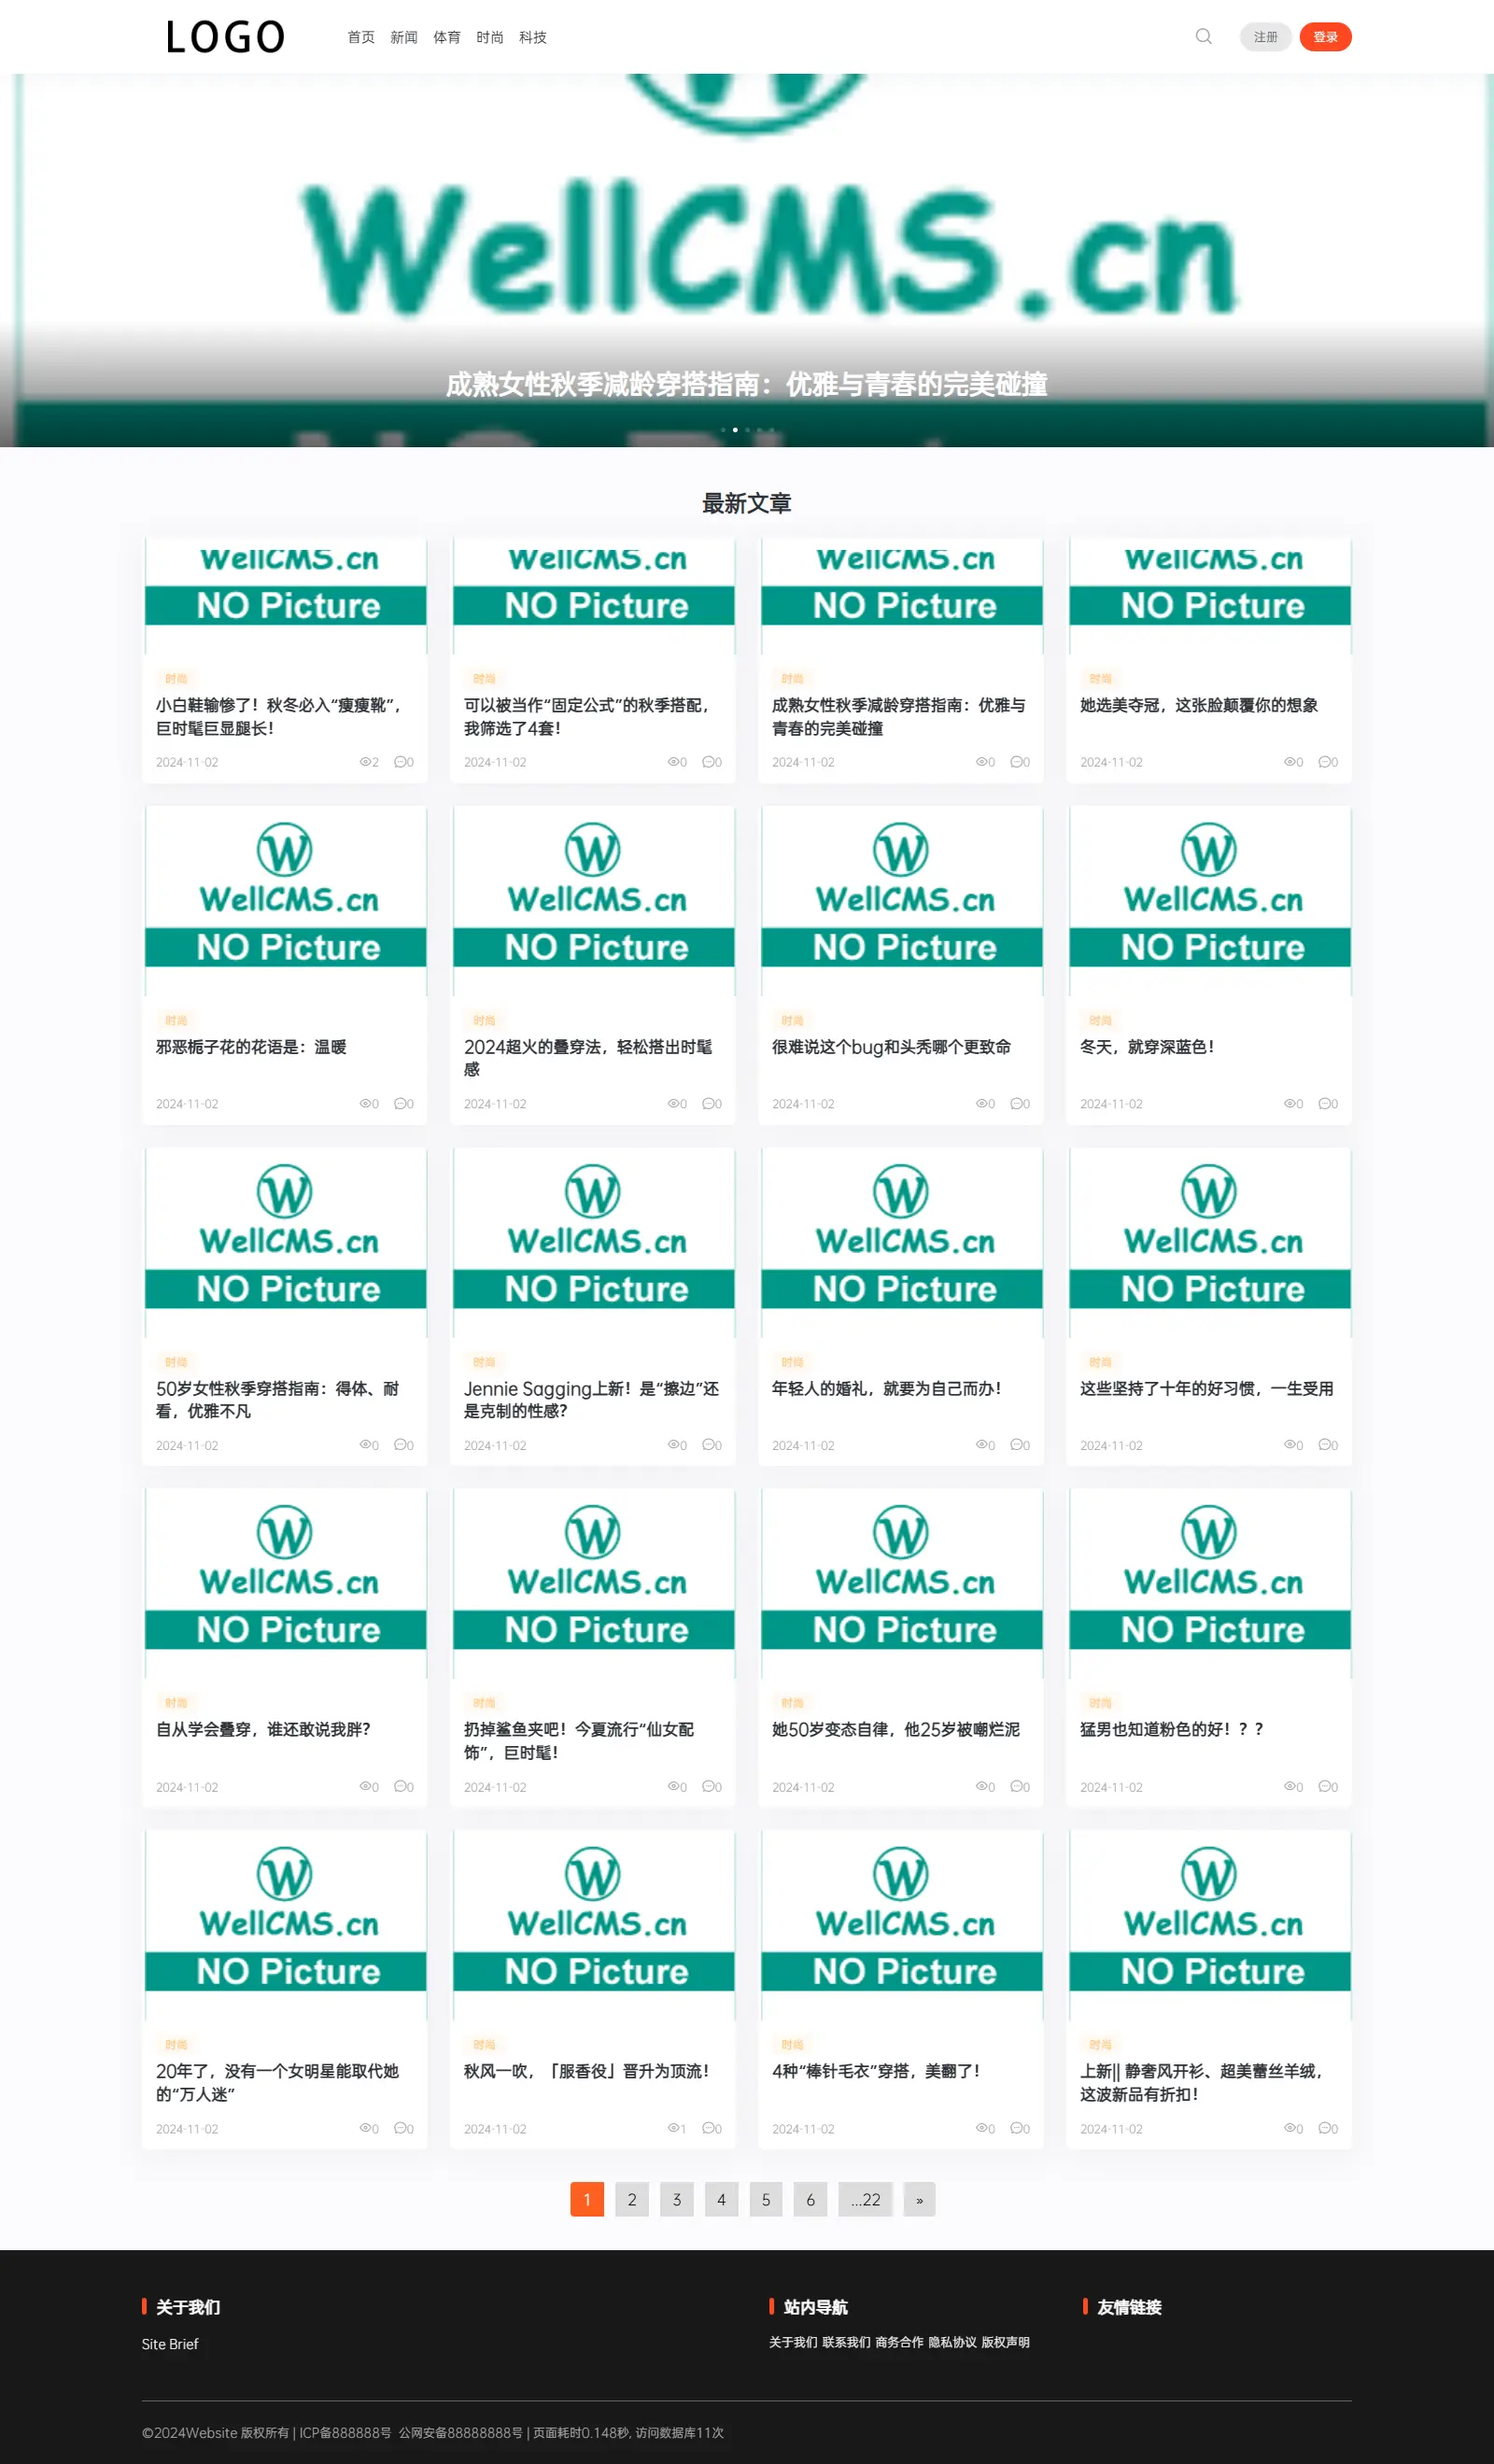 LOGO
首页 新闻 体育 时尚 科技
注册 登录
WellCMS.cn
成熟女性秋季减龄穿搭指南：优雅与青春的完美碰撞
最新文章
WellCMS.cn WellCMS.cn WellCMS.cn WellCMS.cn
NO Picture NO Picture NO Picture NO Picture
时尚 时尚 时尚 时尚
小白鞋输惨了！秋冬必入“瘦瘦靴”，
巨时髦巨显腿长！
可以被当作“固定公式”的秋季搭配，
我筛选了4套！
成熟女性秋季减龄穿搭指南：优雅与
青春的完美碰撞
她选美夺冠，这张脸颠覆你的想象
2024-11-02 2 0 2024-11-02 0 0 2024-11-02 0 0 2024-11-02 0 0
W W W W
WellCMS.cn WellCMS.cn WellCMS.cn WellCMS.cn
NO Picture NO Picture NO Picture NO Picture
时尚 时尚 时尚 时尚
邪恶栀子花的花语是：温暖
2024超火的叠穿法，轻松搭出时髦
感
很难说这个bug和头秃哪个更致命
冬天，就穿深蓝色！
2024-11-02 0 0 2024-11-02 0 0 2024-11-02 0 0 2024-11-02 0 0
W W W W
WellCMS.cn WellCMS.cn WellCMS.cn WellCMS.cn
NO Picture NO Picture NO Picture NO Picture
时尚 时尚 时尚 时尚
50岁女性秋季穿搭指南：得体、耐
看，优雅不凡
Jennie Sagging上新！是“擦边”还
是克制的性感？
年轻人的婚礼，就要为自己而办！
这些坚持了十年的好习惯，一生受用
2024-11-02 0 0 2024-11-02 0 0 2024-11-02 0 0 2024-11-02 0 0
W W W W
WellCMS.cn WellCMS.cn WellCMS.cn WellCMS.cn
NO Picture NO Picture NO Picture NO Picture
时尚 时尚 时尚 时尚
自从学会叠穿，谁还敢说我胖？
扔掉鲨鱼夹吧！今夏流行“仙女配
饰”，巨时髦！
她50岁变态自律，他25岁被嘲烂泥
猛男也知道粉色的好！？？
2024-11-02 0 0 2024-11-02 0 0 2024-11-02 0 0 2024-11-02 0 0
W W W W
WellCMS.cn WellCMS.cn WellCMS.cn WellCMS.cn
NO Picture NO Picture NO Picture NO Picture
时尚 时尚 时尚 时尚
20年了，没有一个女明星能取代她
的“万人迷”
秋风一吹，「服香役」晋升为顶流！
4种“棒针毛衣”穿搭，美翻了！
上新|| 静奢风开衫、超美蕾丝羊绒，
这波新品有折扣！
2024-11-02 0 0 2024-11-02 1 0 2024-11-02 0 0 2024-11-02 0 0
1 2 3 4 5 6 ...22 »
关于我们 站内导航 友情链接
Site Brief
关于我们 联系我们 商务合作 隐私协议 版权声明
©2024Website 版权所有 | ICP备888888号 公网安备88888888号 | 页面耗时0.148秒, 访问数据库11次